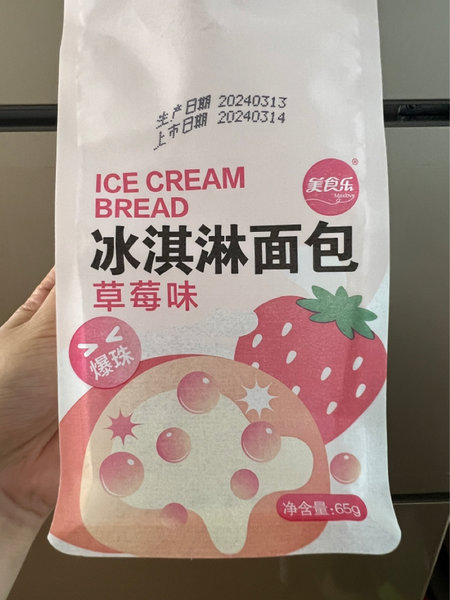 生产日期 20240313
上市日期 20240314
ICE CREAM
BREAD
美食乐
®
冰淇淋面包
草莓味
爆珠
净含量:65g